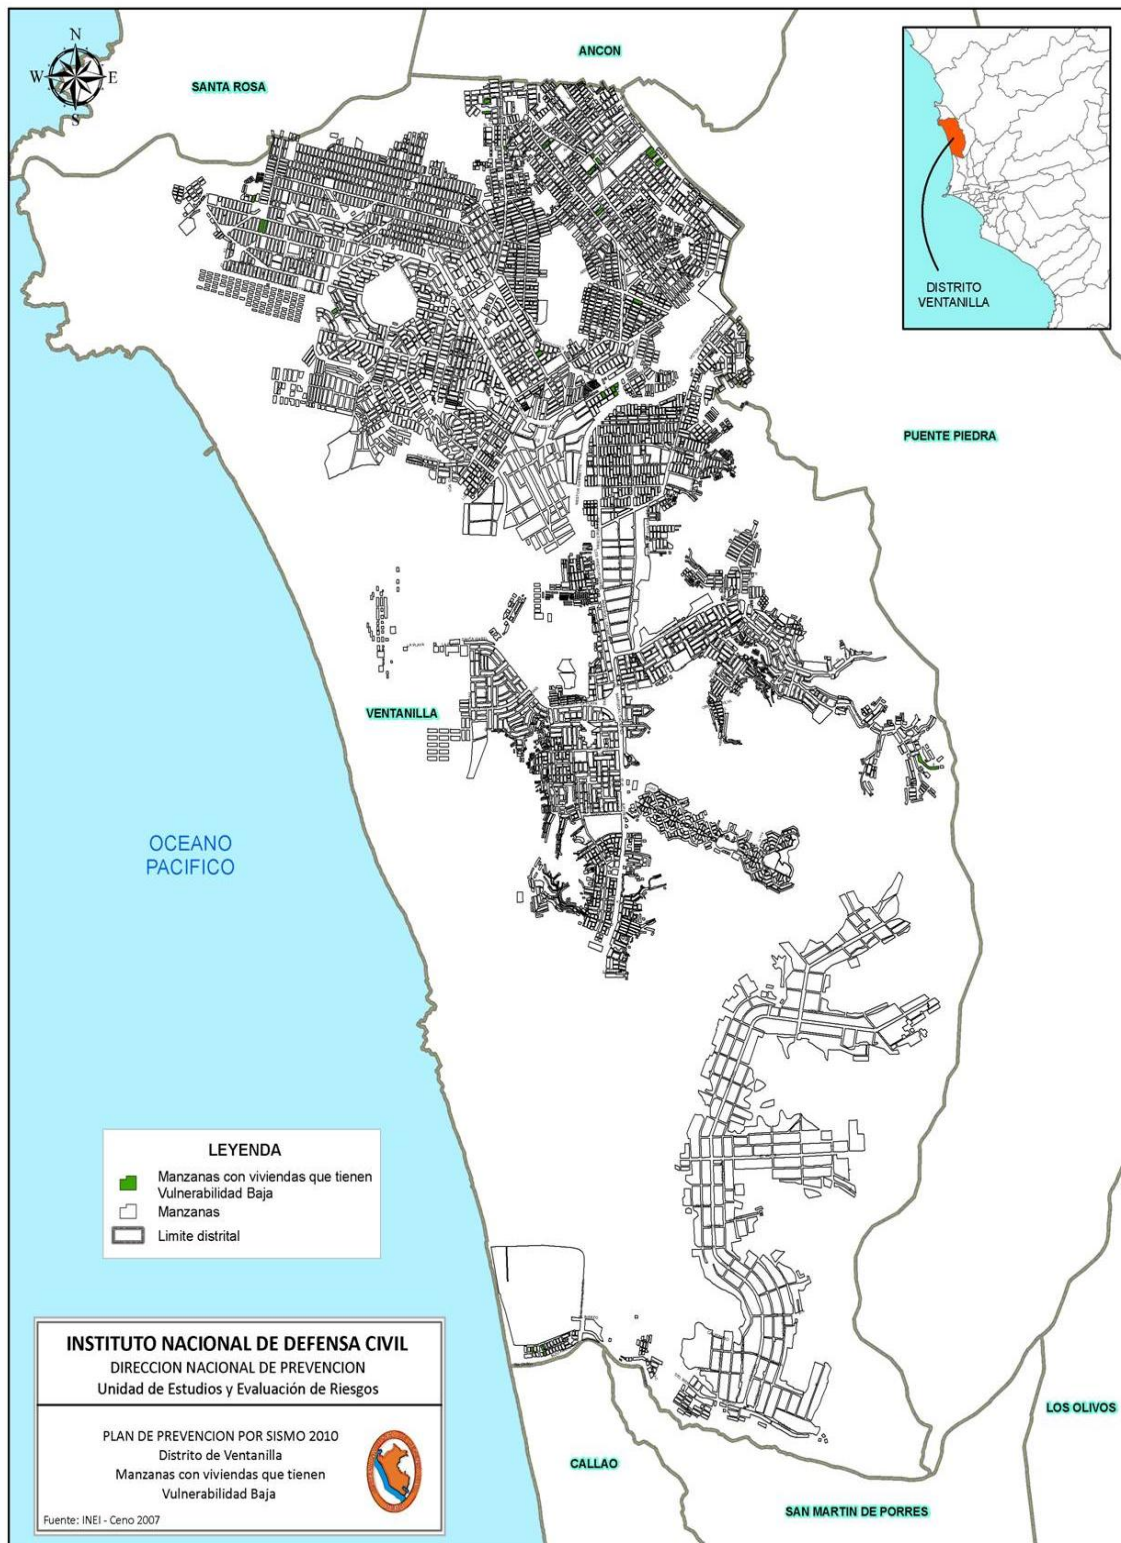 N
W E
S
SANTA ROSA
ANCON
DISTRITO
VENTANILLA
PUENTE PIEDRA
VENTANILLA
OCEANO
PACIFICO
LEYENDA
Manzanas con viviendas que tienen
Vulnerabilidad Baja
Manzanas
Limite distrital
INSTITUTO NACIONAL DE DEFENSA CIVIL
DIRECCION NACIONAL DE PREVENCION
Unidad de Estudios y Evaluación de Riesgos
PLAN DE PREVENCION POR SISMO 2010
Distrito de Ventanilla
Manzanas con viviendas que tienen
Vulnerabilidad Baja
Fuente: INEI - Ceno 2007
CALLAO
LOS OLIVOS
SAN MARTIN DE PORRES